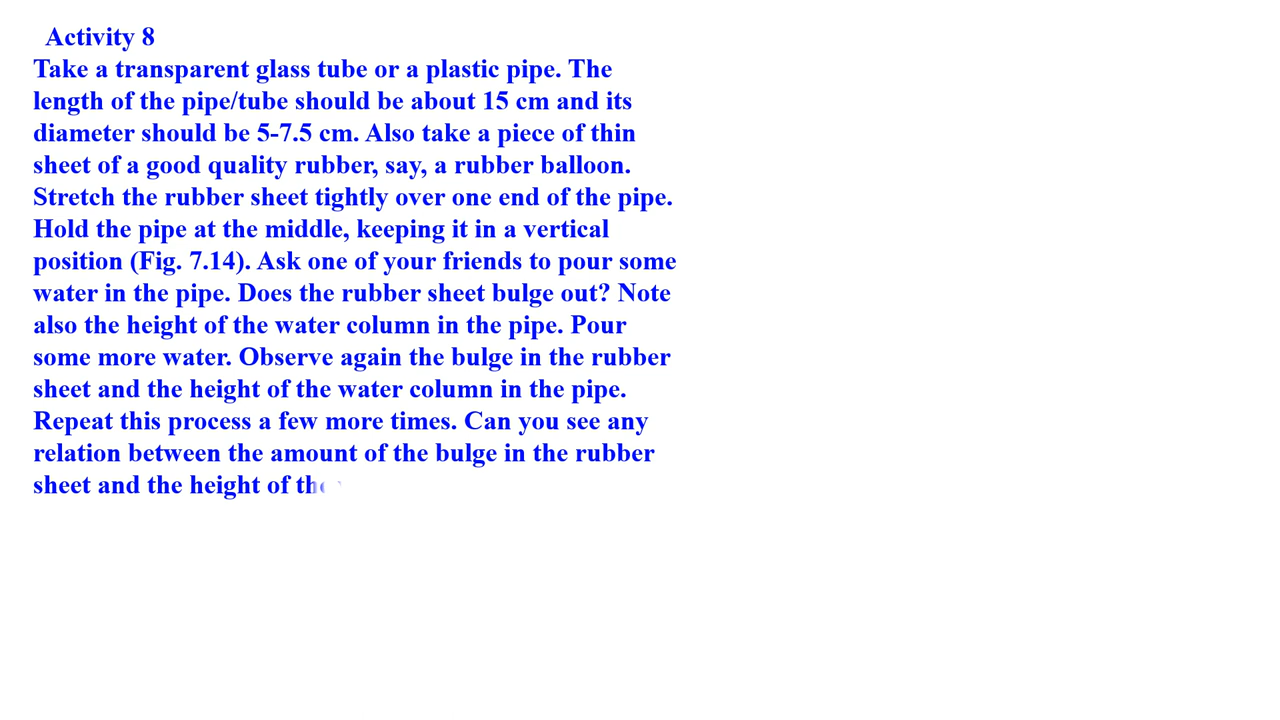 Activity 8
Take a transparent glass tube or a plastic pipe. The
length of the pipe/tube should be about 15 cm and its
diameter should be 5-7.5 cm. Also take a piece of thin
sheet of a good quality rubber, say, a rubber balloon.
Stretch the rubber sheet tightly over one end of the pipe.
Hold the pipe at the middle, keeping it in a vertical
position (Fig. 7.14). Ask one of your friends to pour some
water in the pipe. Does the rubber sheet bulge out? Note
also the height of the water column in the pipe. Pour
some more water. Observe again the bulge in the rubber
sheet and the height of the water column in the pipe.
Repeat this process a few more times. Can you see any
relation between the amount of the bulge in the rubber
sheet and the height of the